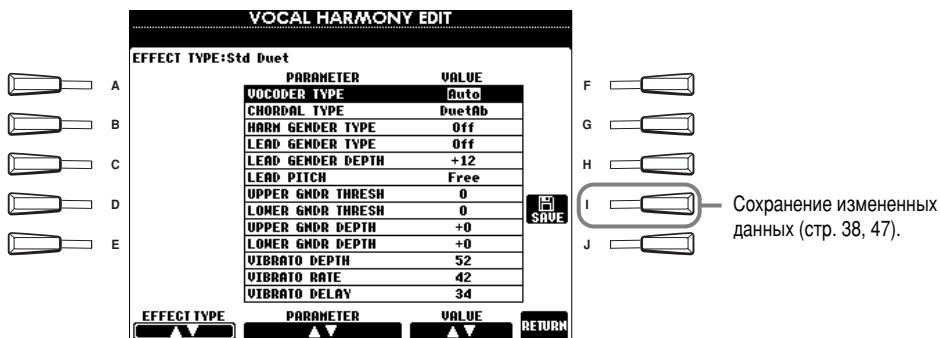 VOCAL HARMONY EDIT
EFFECT TYPE:Std Duet
PARAMETER VALUE
VOCODER TYPE Auto
CHORDAL TYPE DuetAb
HARM GENDER TYPE Off
LEAD GENDER TYPE Off
LEAD GENDER DEPTH +12
LEAD PITCH Free
UPPER GNDR THRESH 0
LOWER GNDR THRESH 0
UPPER GNDR DEPTH +0
LOWER GNDR DEPTH +0
VIBRATO DEPTH 52
VIBRATO RATE 42
VIBRATO DELAY 34
SAVE
EFFECT TYPE PARAMETER VALUE RETURN
A
B
C
D
E
F
G
H
I
J
Сохранение измененных
данных (стр. 38, 47).